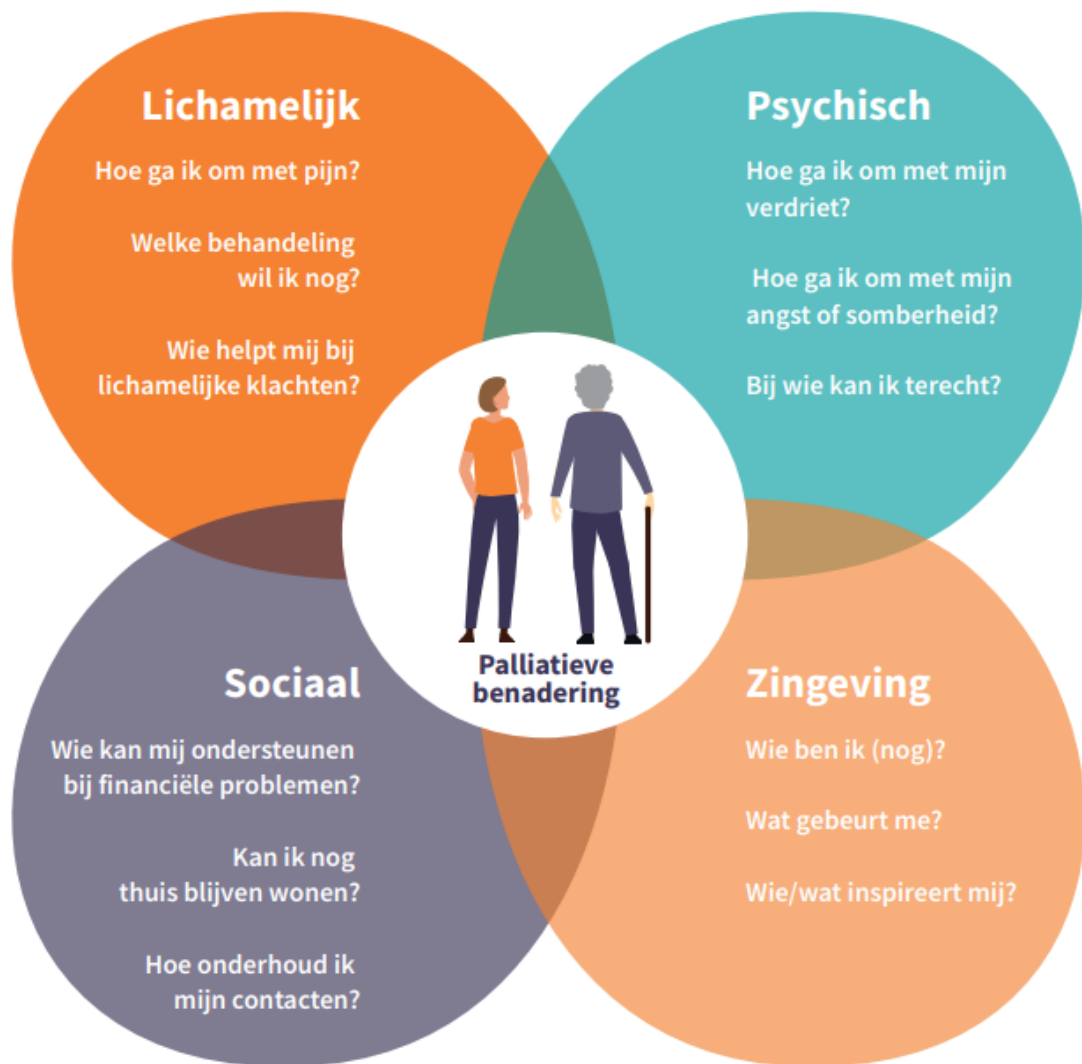 Lichamelijk
Hoe ga ik om met pijn?
Welke behandeling
wil ik nog?
Wie helpt mij bij
lichamelijke klachten?
Psychisch
Hoe ga ik om met mijn
verdriet?
Hoe ga ik om met mijn
angst of somberheid?
Bij wie kan ik terecht?
Palliatieve
benadering
Sociaal
Wie kan mij ondersteunen
bij financiële problemen?
Kan ik nog
thuis blijven wonen?
Hoe onderhoud ik
mijn contacten?
Zingeving
Wie ben ik (nog)?
Wat gebeurt me?
Wie/wat inspireert mij?